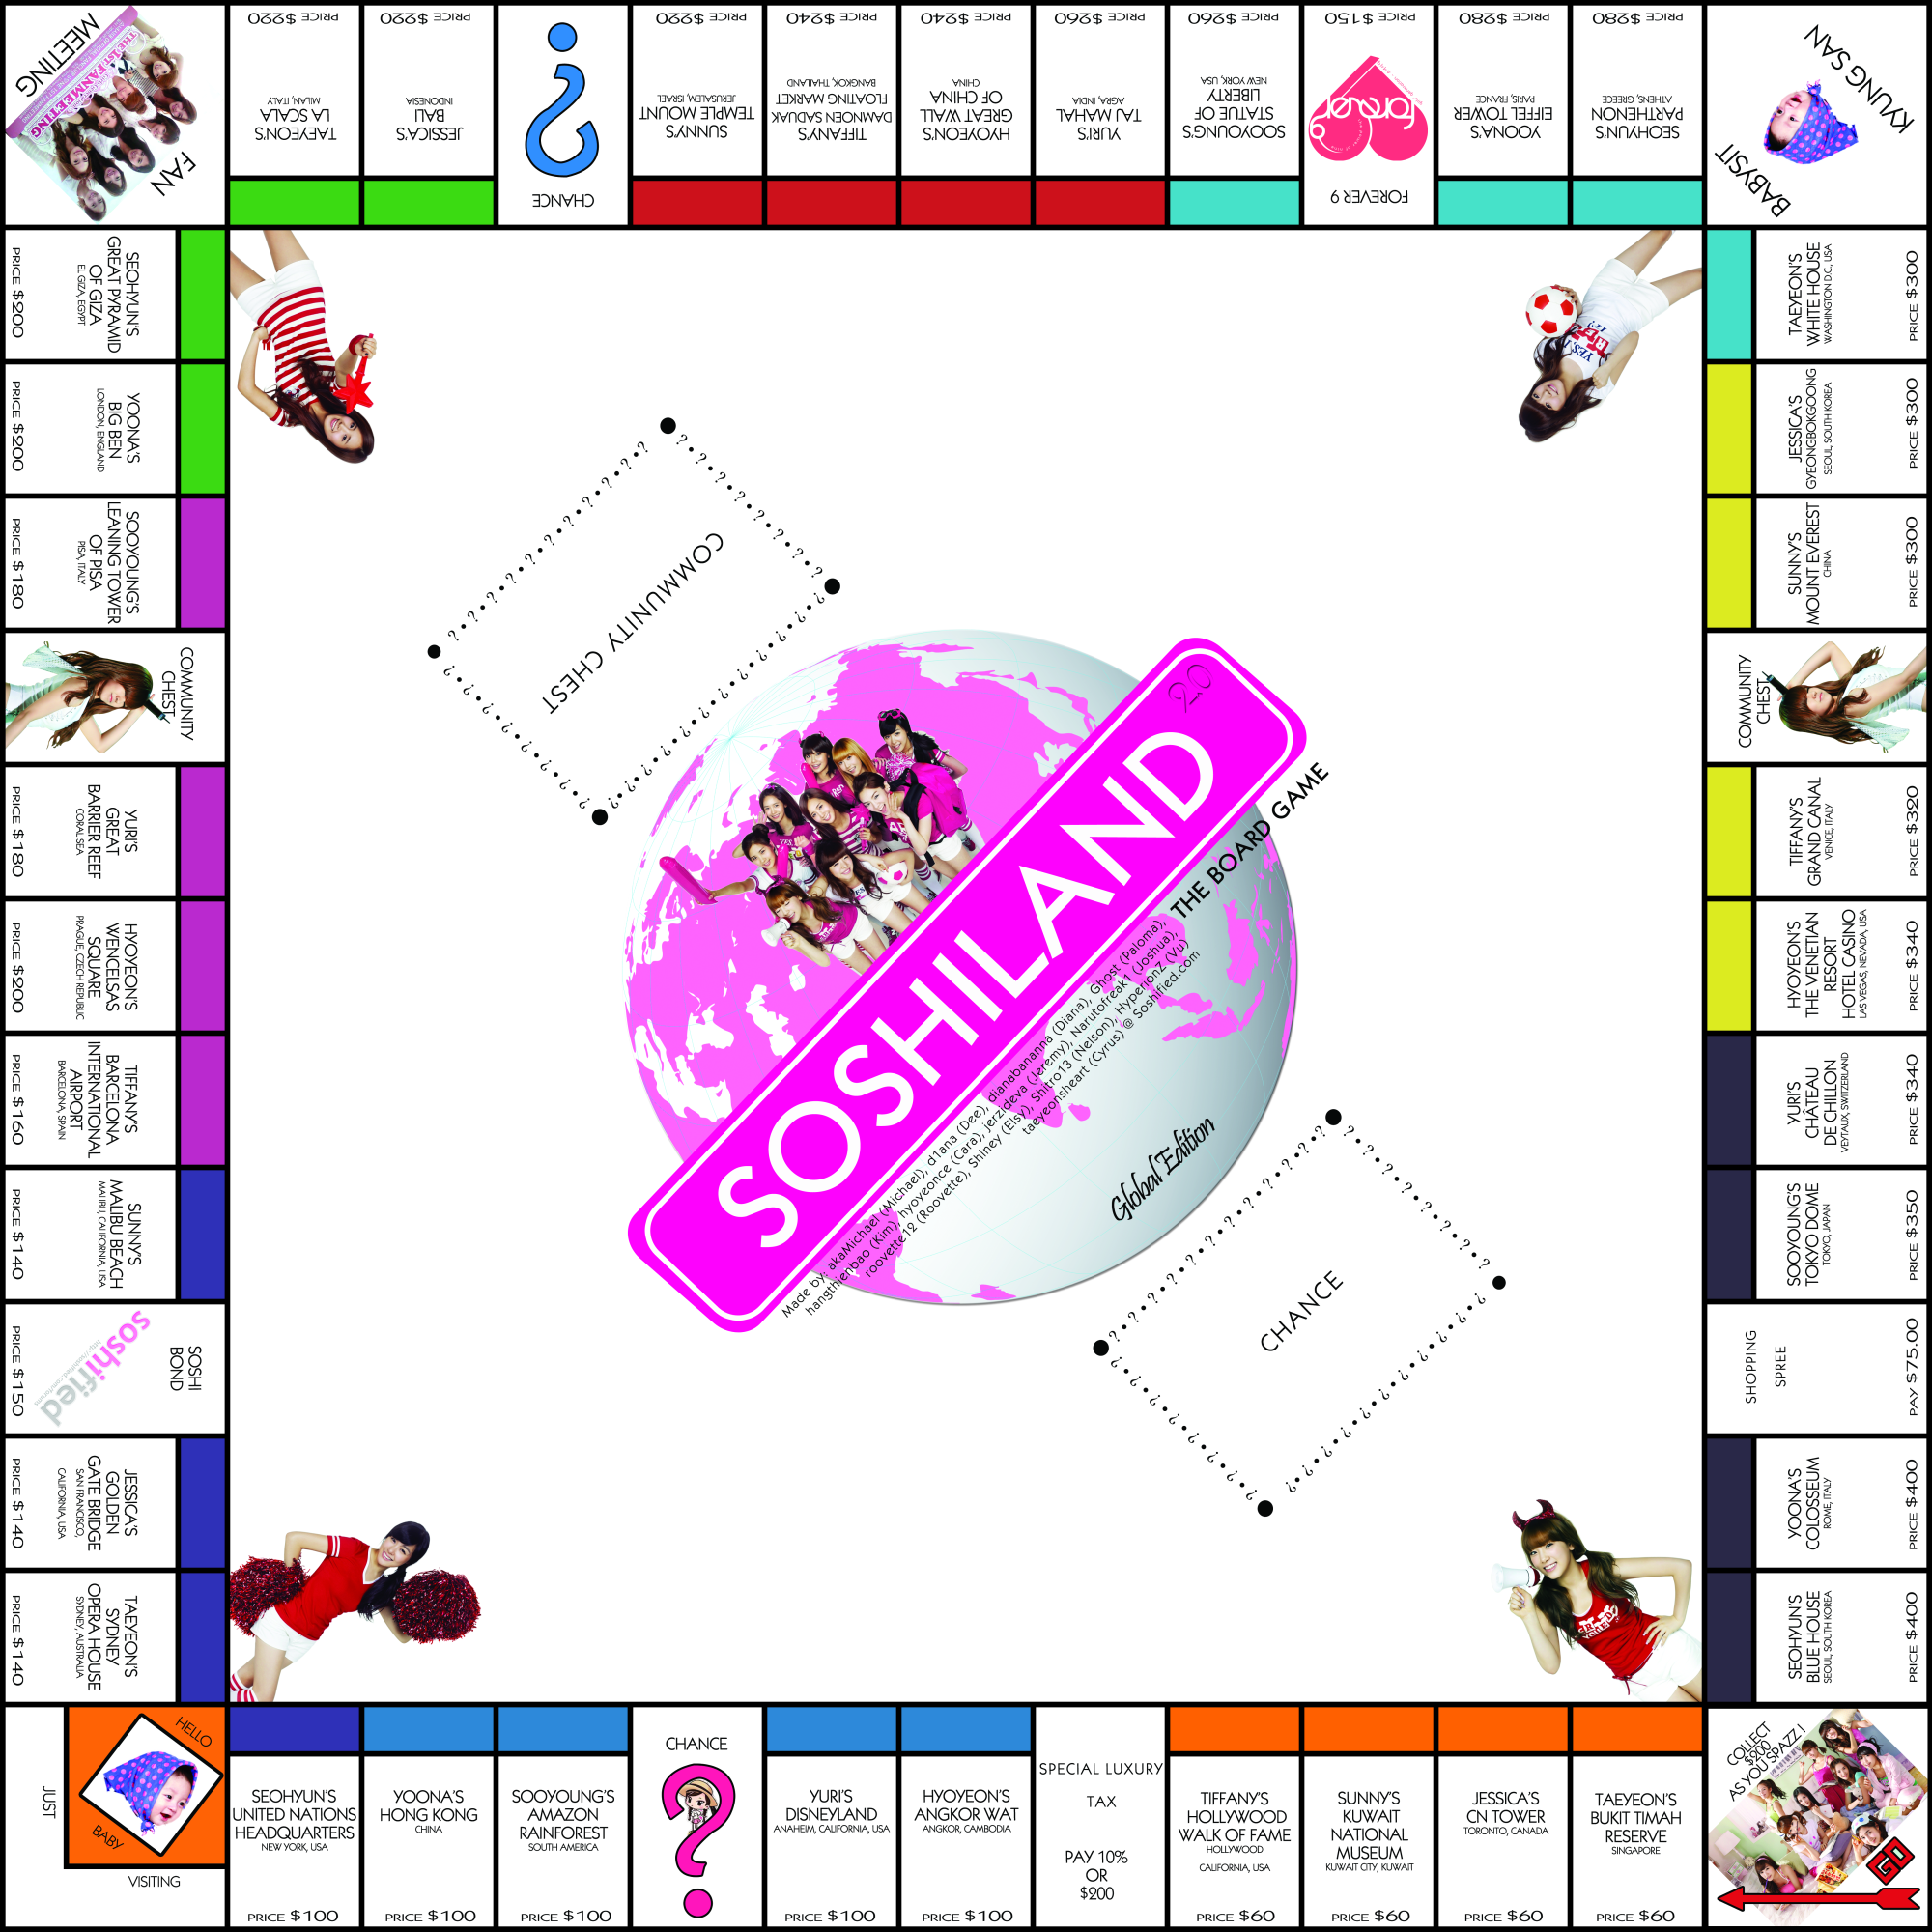 MEETING
THE 1ST FANMEETING
FAN
PRICE $220
TAEYEON'S
LA SCALA
MILAN, ITALY
PRICE $220
JESSICA'S
BALI
INDONESIA
?
CHANCE
PRICE $220
SUNNY'S
TEMPLE MOUNT
JERUSALEM, ISRAEL
PRICE $240
TIFFANY'S
DAMNOEN SADUAK
FLOATING MARKET
BANGKOK, THAILAND
PRICE $240
HYOYEON'S
GREAT WALL
OF CHINA
CHINA
PRICE $260
YURI'S
TAJ MAHAL
AGRA, INDIA
PRICE $260
SOOYOUNG'S
STATUE OF
LIBERTY
NEW YORK, USA
PRICE $150
forever9
FOREVER 9
PRICE $280
YOONA'S
EIFFEL TOWER
PARIS, FRANCE
PRICE $280
SEOHYUN'S
PARTHENON
ATHENS, GREECE
BABYSIT
KYUNG SAN
TAEYEON'S
WHITE HOUSE
WASHINGTON D.C., USA
PRICE $300
JESSICA'S
GYEONGBOKGOONG
SEOUL, SOUTH KOREA
PRICE $300
SUNNY'S
MOUNT EVEREST
CHINA
PRICE $300
COMMUNITY
CHEST
TIFFANY'S
GRAND CANAL
VENICE, ITALY
PRICE $320
HYOYEON'S
THE VENETIAN
RESORT
HOTEL CASINO
LAS VEGAS, NEVADA, USA
PRICE $340
YURI'S
CHÂTEAU
DE CHILLON
VEYTAUX, SWITZERLAND
PRICE $340
SOOYOUNG'S
TOKYO DOME
TOKYO, JAPAN
PRICE $350
SHOPPING
SPREE
PAY $75.00
YOONA'S
COLOSSEUM
ROME, ITALY
PRICE $400
SEOHYUN'S
BLUE HOUSE
SEOUL, SOUTH KOREA
PRICE $400
COLLECT
$200
AS YOU SPAZZ !
GO
TAEYEON'S
BUKIT TIMAH
RESERVE
SINGAPORE
PRICE $60
JESSICA'S
CN TOWER
TORONTO, CANADA
PRICE $60
SUNNY'S
KUWAIT
NATIONAL
MUSEUM
KUWAIT CITY, KUWAIT
PRICE $60
TIFFANY'S
HOLLYWOOD
WALK OF FAME
HOLLYWOOD
CALIFORNIA, USA
PRICE $60
SPECIAL LUXURY
TAX
PAY 10%
OR
$200
HYOYEON'S
ANGKOR WAT
ANGKOR, CAMBODIA
PRICE $100
YURI'S
DISNEYLAND
ANAHEIM, CALIFORNIA, USA
PRICE $100
CHANCE
?
SOOYOUNG'S
AMAZON
RAINFOREST
SOUTH AMERICA
PRICE $100
YOONA'S
HONG KONG
CHINA
PRICE $100
SEOHYUN'S
UNITED NATIONS
HEADQUARTERS
NEW YORK, USA
PRICE $100
HELLO
BABY
JUST
VISITING
TAEYEON'S
SYDNEY
OPERA HOUSE
SYDNEY, AUSTRALIA
PRICE $140
JESSICA'S
GOLDEN
GATE BRIDGE
SAN FRANCISCO,
CALIFORNIA, USA
PRICE $140
SOSHI
BOND
soshified
PRICE $150
SUNNY'S
MALIBU BEACH
MALIBU, CALIFORNIA, USA
PRICE $140
TIFFANY'S
BARCELONA
INTERNATIONAL
AIRPORT
BARCELONA, SPAIN
PRICE $160
HYOYEON'S
WENCELSAS
SQUARE
PRAGUE, CZECH REPUBLIC
PRICE $200
YURI'S
GREAT
BARRIER REEF
CORAL SEA
PRICE $180
COMMUNITY
CHEST
SOOYOUNG'S
LEANING TOWER
OF PISA
PISA, ITALY
PRICE $180
YOONA'S
BIG BEN
LONDON, ENGLAND
PRICE $200
SEOHYUN'S
GREAT PYRAMID
OF GIZA
EL GIZA, EGYPT
PRICE $200
COMMUNITY CHEST
SOSHILAND
2.0
THE BOARD GAME
Made by: akaMichael (Michael), d1ana (Dee), dianabananna (Diana), Ghost (Paloma),
hangthienbao (Kim), hyoyeonce (Cara), jerzideva (Jeremy), Narutofreak1 (Joshua),
roovette12 (Roovette), Shiney (Elsy), Shitro13 (Nelson), HyperionZ (Vu)
taeyeonsheart (Cyrus) @ Soshified.com
Global Edition
CHANCE